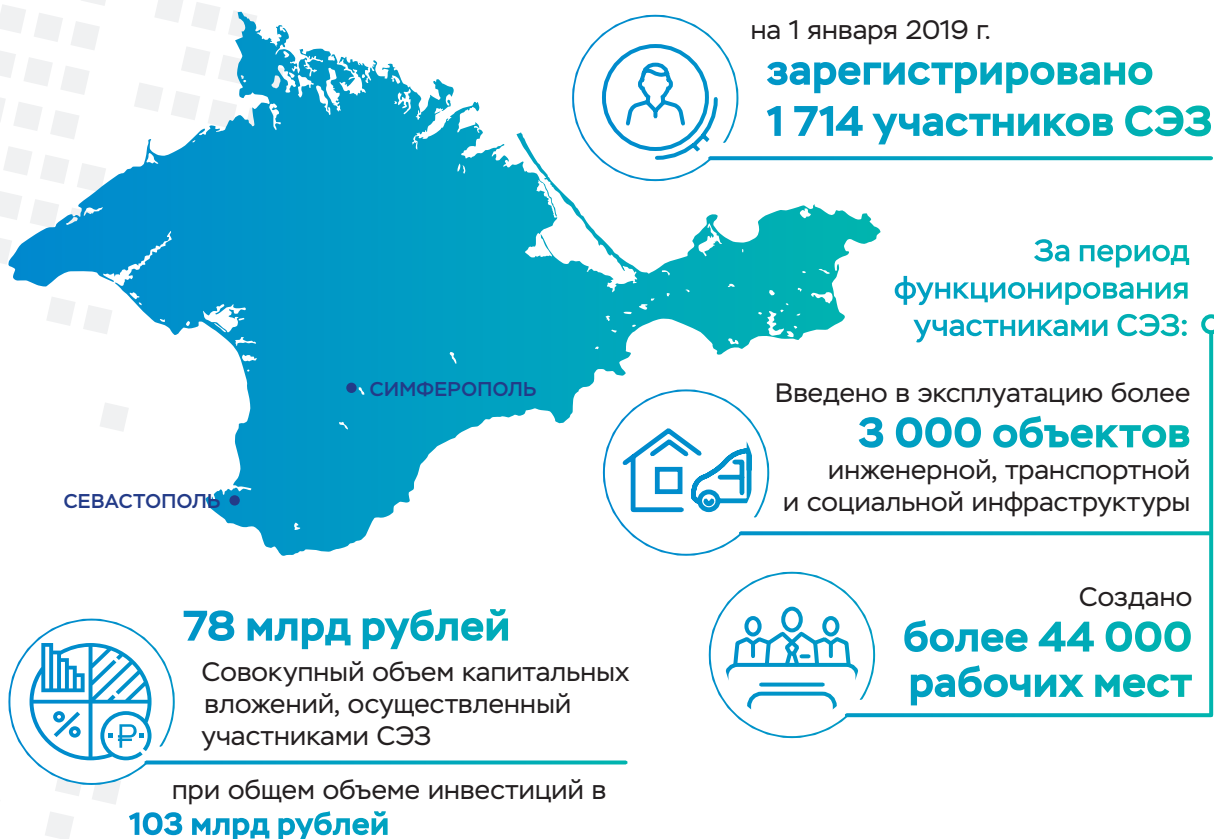 на 1 января 2019 г.
зарегистрировано
1 714 участников СЭЗ
За период
функционирования
участниками СЭЗ:
СИМФЕРОПОЛЬ
СЕВАСТОПОЛЬ
Введено в эксплуатацию более
3 000 объектов
инженерной, транспортной
и социальной инфраструктуры
Создано
более 44 000
рабочих мест
78 млрд рублей
Совокупный объем капитальных
вложений, осуществленный
участниками СЭЗ
%
₽
при общем объеме инвестиций в
103 млрд рублей